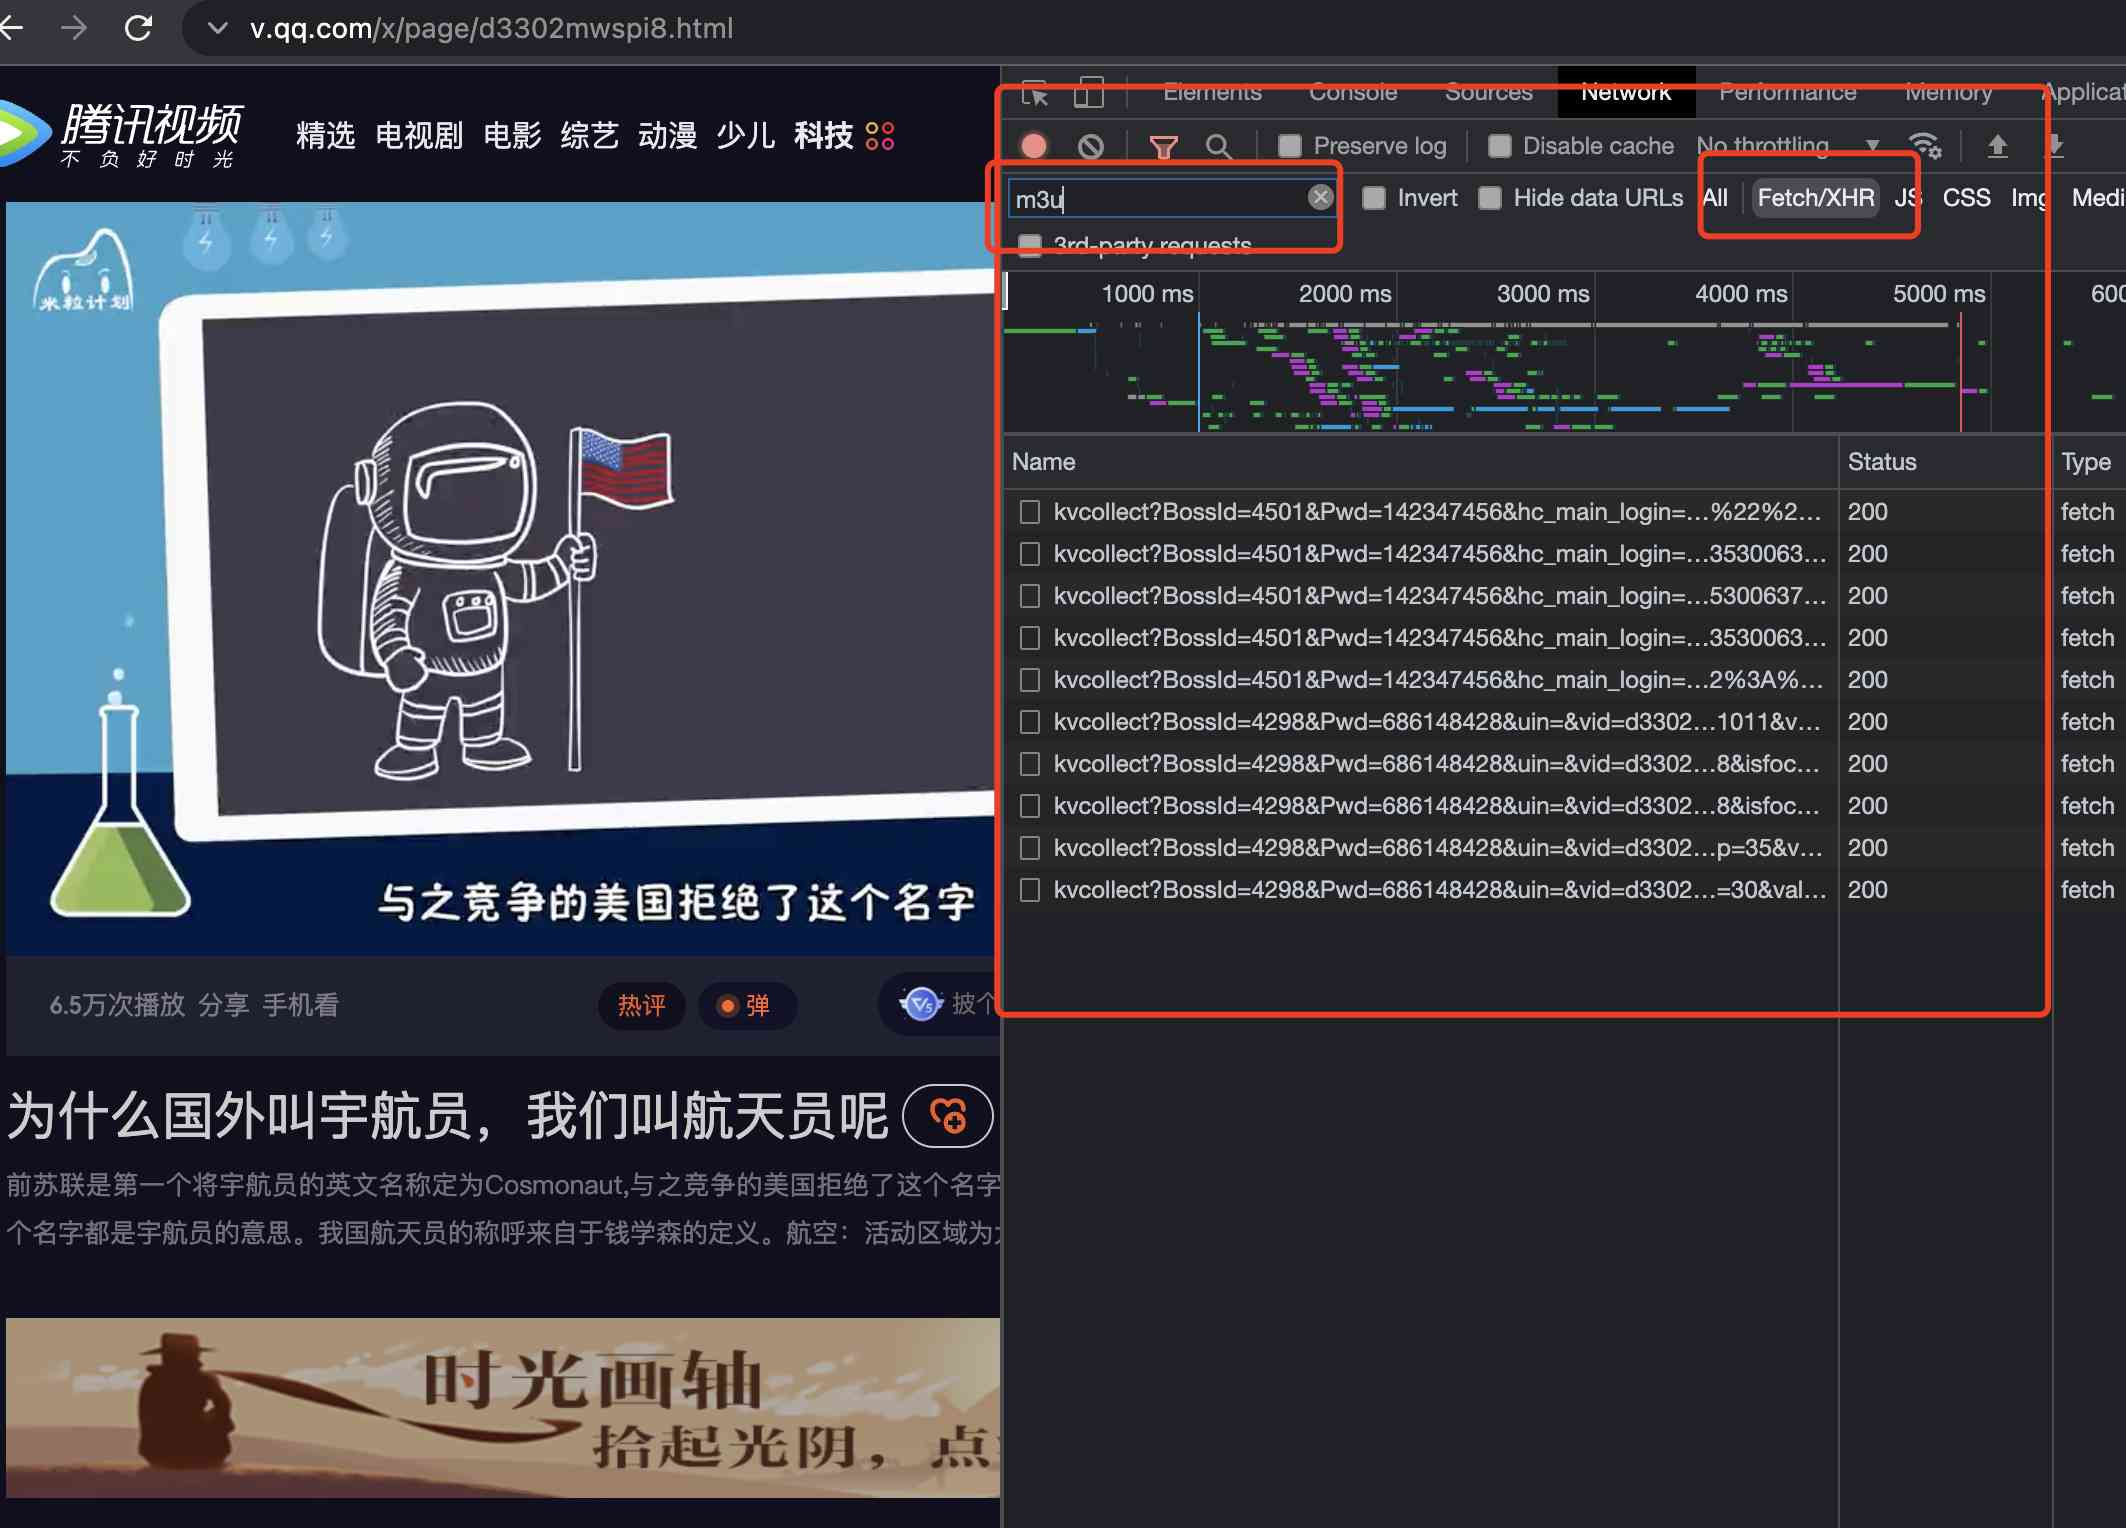 v.qq.com/x/page/d3302mwspi8.html
腾讯视频
不负好时光
精选 电视剧 电影 综艺 动漫 少儿 科技
米粒计划
与之竞争的美国拒绝了这个名字
6.5万次播放 分享 手机看
热评 弹 披个
为什么国外叫宇航员，我们叫航天员呢
前苏联是第一个将宇航员的英文名称定为Cosmonaut,与之竞争的美国拒绝了这个名字
个名字都是宇航员的意思。我国航天员的称呼来自于钱学森的定义。航空：活动区域为
时光画轴
拾起光阴，点
Elements Console Sources Network Performance Memory Applicat
Preserve log Disable cache No throttling
m3u Invert Hide data URLs All Fetch/XHR JS CSS Img Medi
3rd-party requests
1000 ms 2000 ms 3000 ms 4000 ms 5000 ms 600
Name Status Type
kvcollect?BossId=4501&Pwd=142347456&hc_main_login=…%22%2… 200 fetch
kvcollect?BossId=4501&Pwd=142347456&hc_main_login=…3530063… 200 fetch
kvcollect?BossId=4501&Pwd=142347456&hc_main_login=…5300637… 200 fetch
kvcollect?BossId=4501&Pwd=142347456&hc_main_login=…3530063… 200 fetch
kvcollect?BossId=4501&Pwd=142347456&hc_main_login=…2%3A%… 200 fetch
kvcollect?BossId=4298&Pwd=686148428&uin=&vid=d3302…1011&v… 200 fetch
kvcollect?BossId=4298&Pwd=686148428&uin=&vid=d3302…8&isfoc… 200 fetch
kvcollect?BossId=4298&Pwd=686148428&uin=&vid=d3302…8&isfoc… 200 fetch
kvcollect?BossId=4298&Pwd=686148428&uin=&vid=d3302…p=35&v… 200 fetch
kvcollect?BossId=4298&Pwd=686148428&uin=&vid=d3302…=30&val… 200 fetch